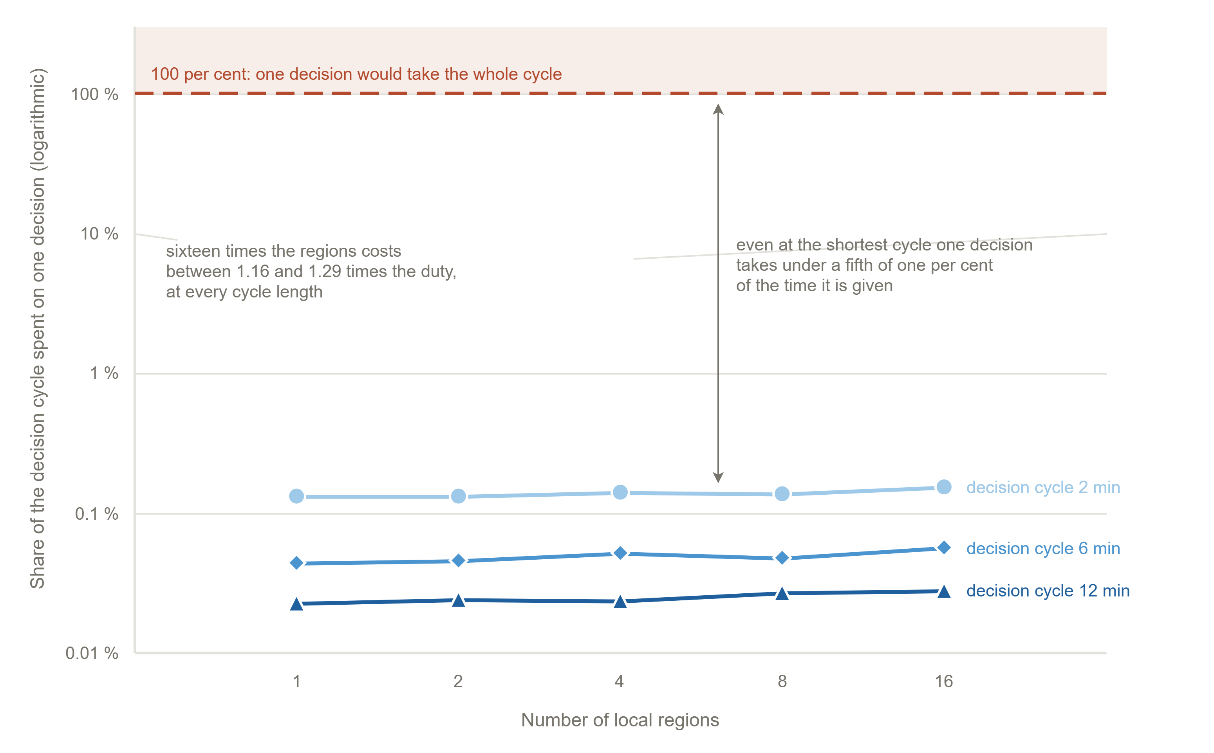 100 per cent: one decision would take the whole cycle
Share of the decision cycle spent on one decision (logarithmic)
100 %
10 %
1 %
0.1 %
0.01 %
sixteen times the regions costs
between 1.16 and 1.29 times the duty,
at every cycle length
even at the shortest cycle one decision
takes under a fifth of one per cent
of the time it is given
decision cycle 2 min
decision cycle 6 min
decision cycle 12 min
1
2
4
8
16
Number of local regions